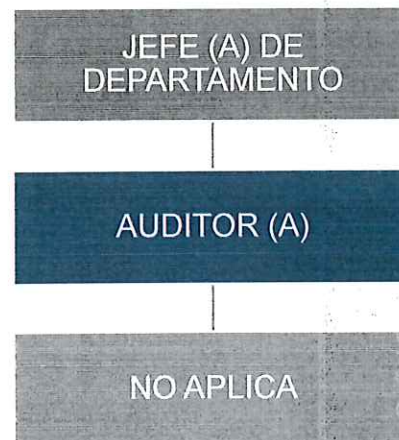 JEFE (A) DE
DEPARTAMENTO
AUDITOR (A)
NO APLICA